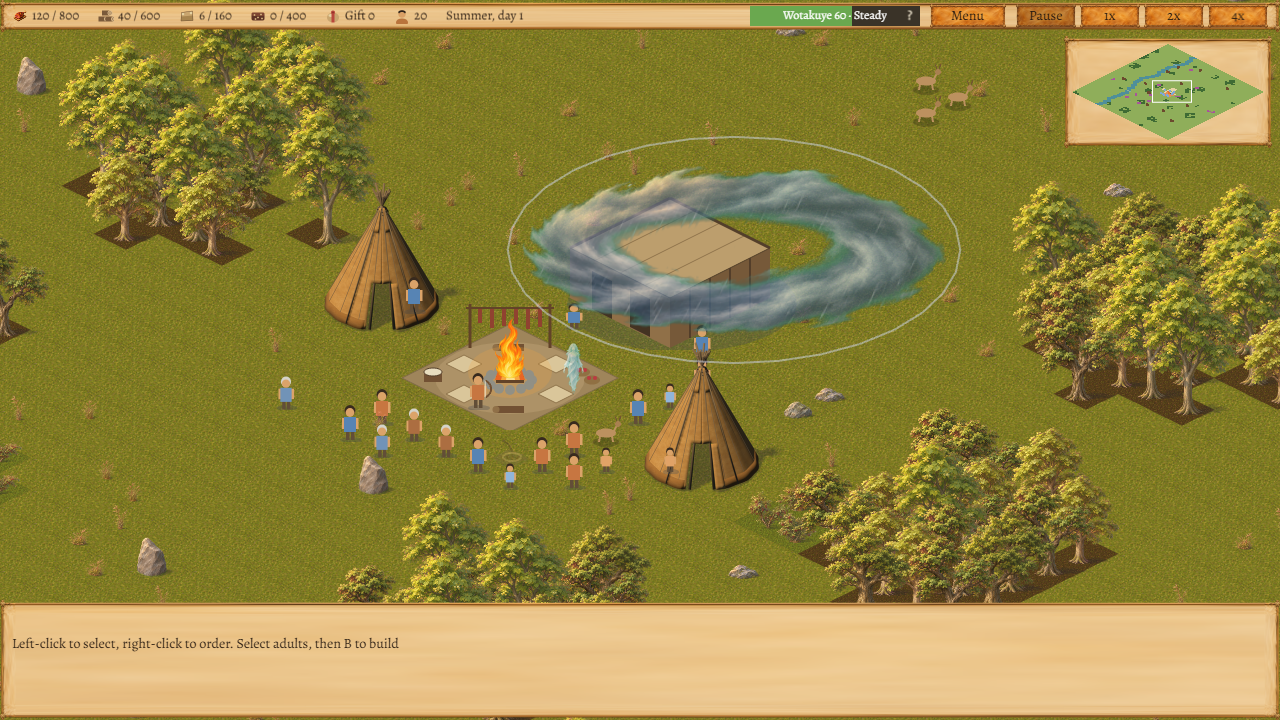 120 / 800 40 / 600 6 / 160 0 / 400 Gift 0 20 Summer, day 1 Wotakuye 60 - Steady ? Menu Pause 1x 2x 4x
Left-click to select, right-click to order. Select adults, then B to build